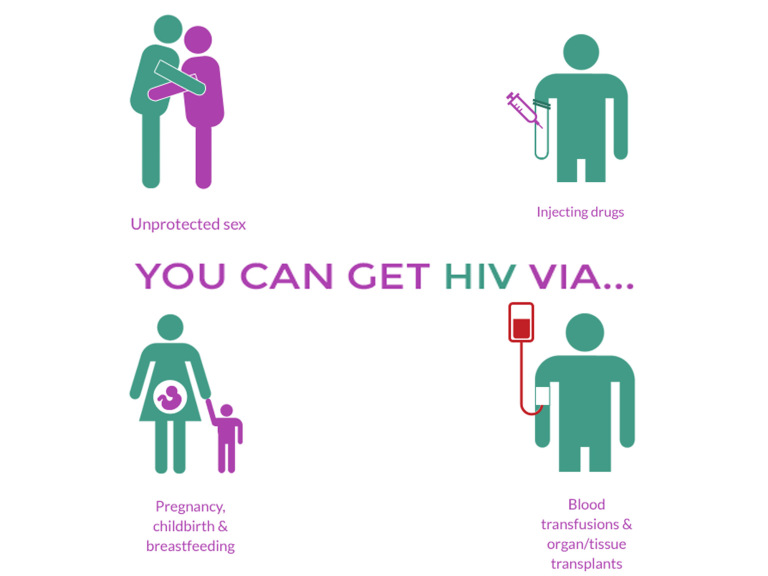 Unprotected sex
Injecting drugs
YOU CAN GET HIV VIA...
Pregnancy,
childbirth &
breastfeeding
Blood
transfusions &
organ/tissue
transplants